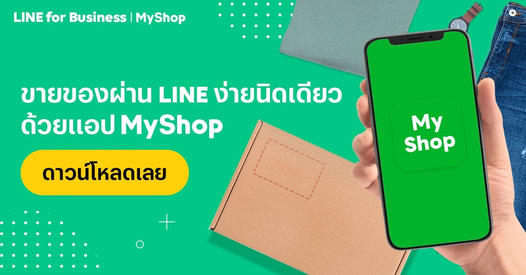 LINE for Business | MyShop
ขายของผ่าน LINE ง่ายนิดเดียว
ด้วยแอป MyShop
ดาวน์โหลดเลย
My
Shop